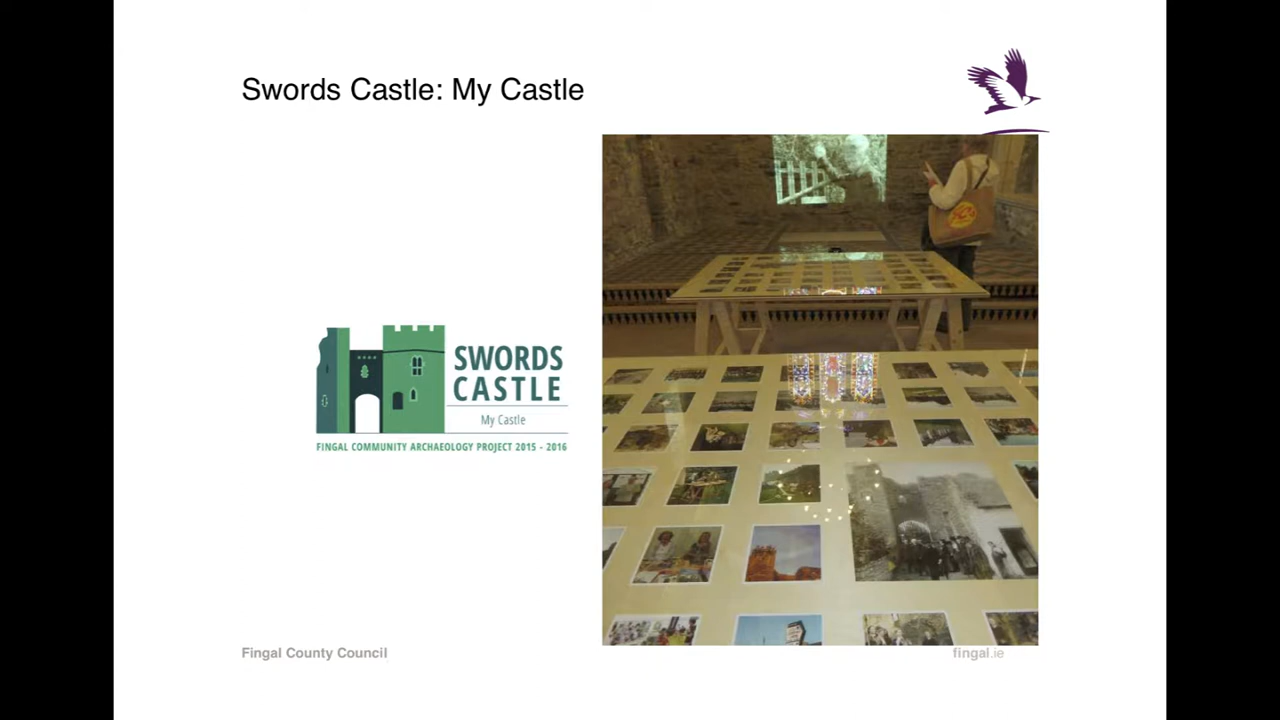 Swords Castle: My Castle
SWORDS
CASTLE
My Castle
FINGAL COMMUNITY ARCHAEOLOGY PROJECT 2015 - 2016
Fingal County Council
fingal.ie